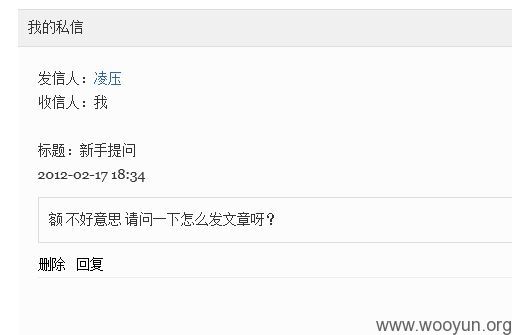 我的私信
发信人：凌压
收信人：我
标题：新手提问
2012-02-17 18:34
额 不好意思 请问一下怎么发文章呀？
删除 回复
www.wooyun.org